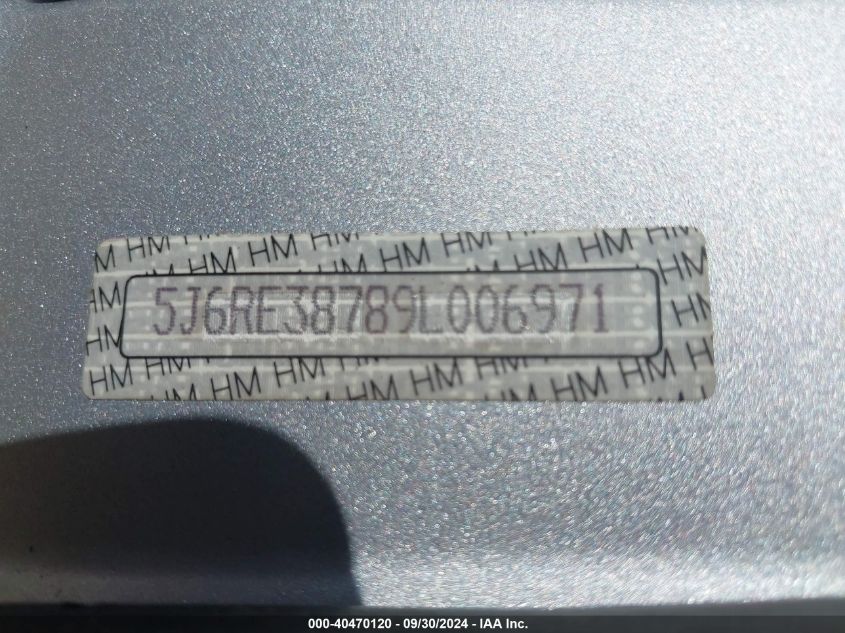 HM HM HM HM HM HM HM HM HM
HM HM HM HM HM
HM 5J6RE38789L006971 HM
HM
HM HM HM HM HM HM
HM HM HM HM HM HM HM HM
000-40470120 - 09/30/2024 - IAA Inc.